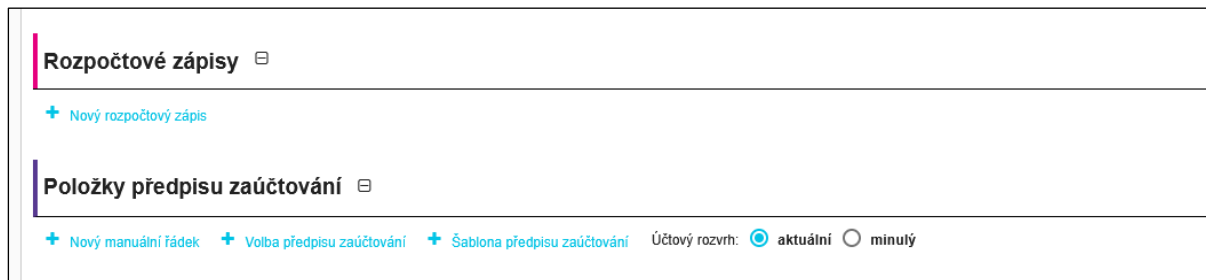 Rozpočtové zápisy
Nový rozpočtový zápis
Položky předpisu zaúčtování
Nový manuální řádek Volba předpisu zaúčtování Šablona předpisu zaúčtování Účtový rozvrh: aktuální minulý